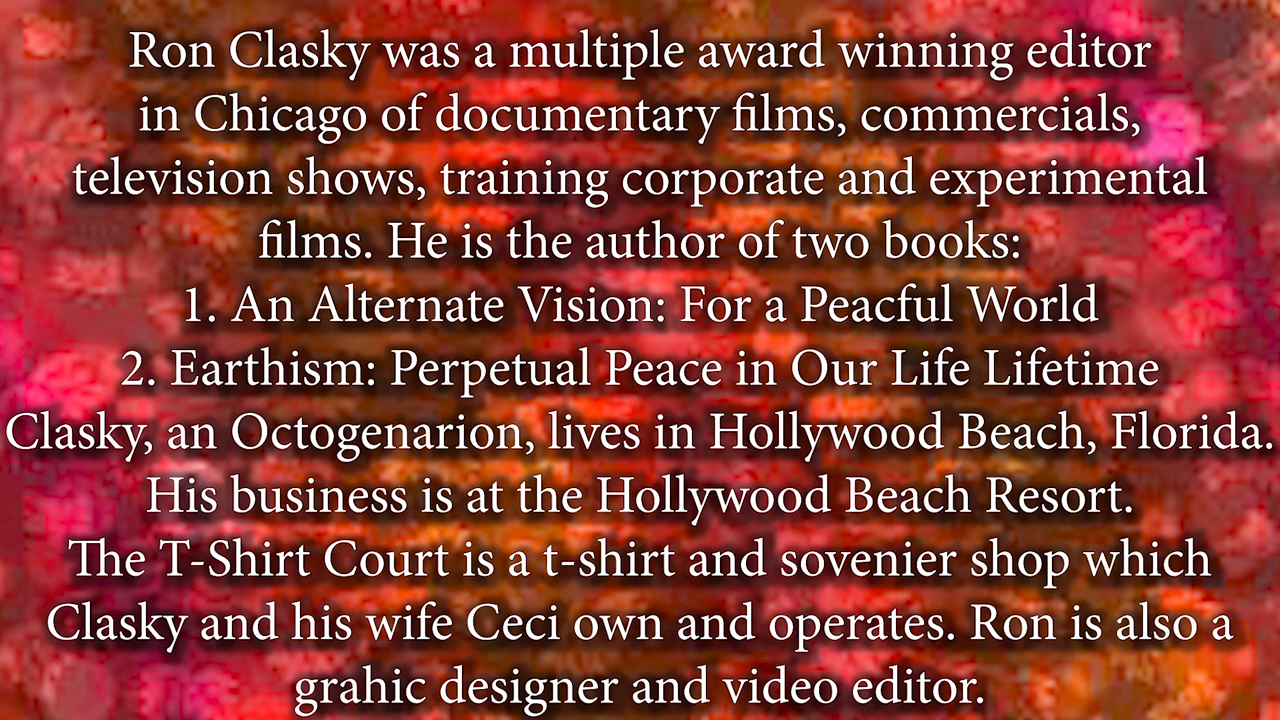 Ron Clasky was a multiple award winning editor
in Chicago of documentary films, commercials,
television shows, training corporate and experimental
films. He is the author of two books:
1. An Alternate Vision: For a Peacful World
2. Earthism: Perpetual Peace in Our Life Lifetime
Clasky, an Octogenarion, lives in Hollywood Beach, Florida.
His business is at the Hollywood Beach Resort.
The T-Shirt Court is a t-shirt and sovenier shop which
Clasky and his wife Ceci own and operates. Ron is also a
grahic designer and video editor.